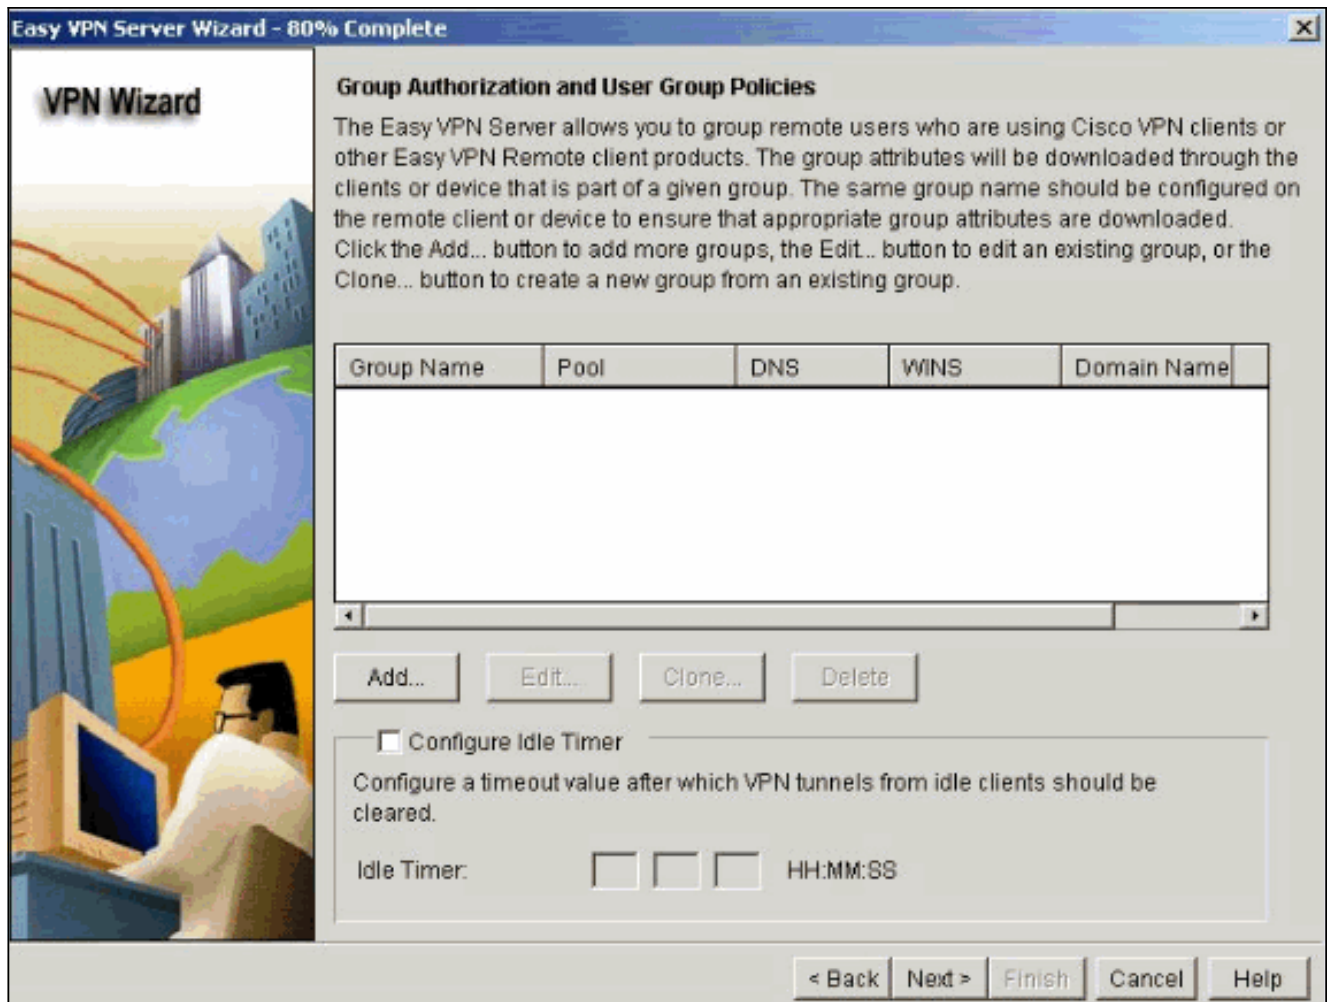 Easy VPN Server Wizard - 80% Complete
VPN Wizard
Group Authorization and User Group Policies
The Easy VPN Server allows you to group remote users who are using Cisco VPN clients or
other Easy VPN Remote client products. The group attributes will be downloaded through the
clients or device that is part of a given group. The same group name should be configured on
the remote client or device to ensure that appropriate group attributes are downloaded.
Click the Add... button to add more groups, the Edit... button to edit an existing group, or the
Clone... button to create a new group from an existing group.
Group Name Pool DNS WINS Domain Name
Add... Edit... Clone... Delete
Configure Idle Timer
Configure a timeout value after which VPN tunnels from idle clients should be
cleared.
Idle Timer: HH:MM:SS
< Back Next > Finish Cancel Help